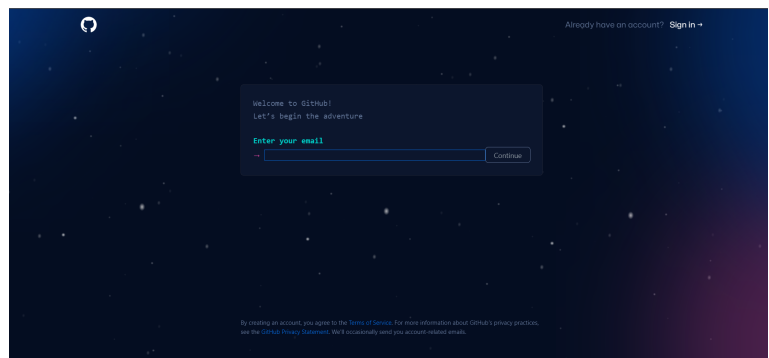 Already have an account? Sign in →
Welcome to GitHub!
Let's begin the adventure
Enter your email
→ Continue
By creating an account, you agree to the Terms of Service. For more information about GitHub's privacy practices,
see the GitHub Privacy Statement. We'll occasionally send you account-related emails.